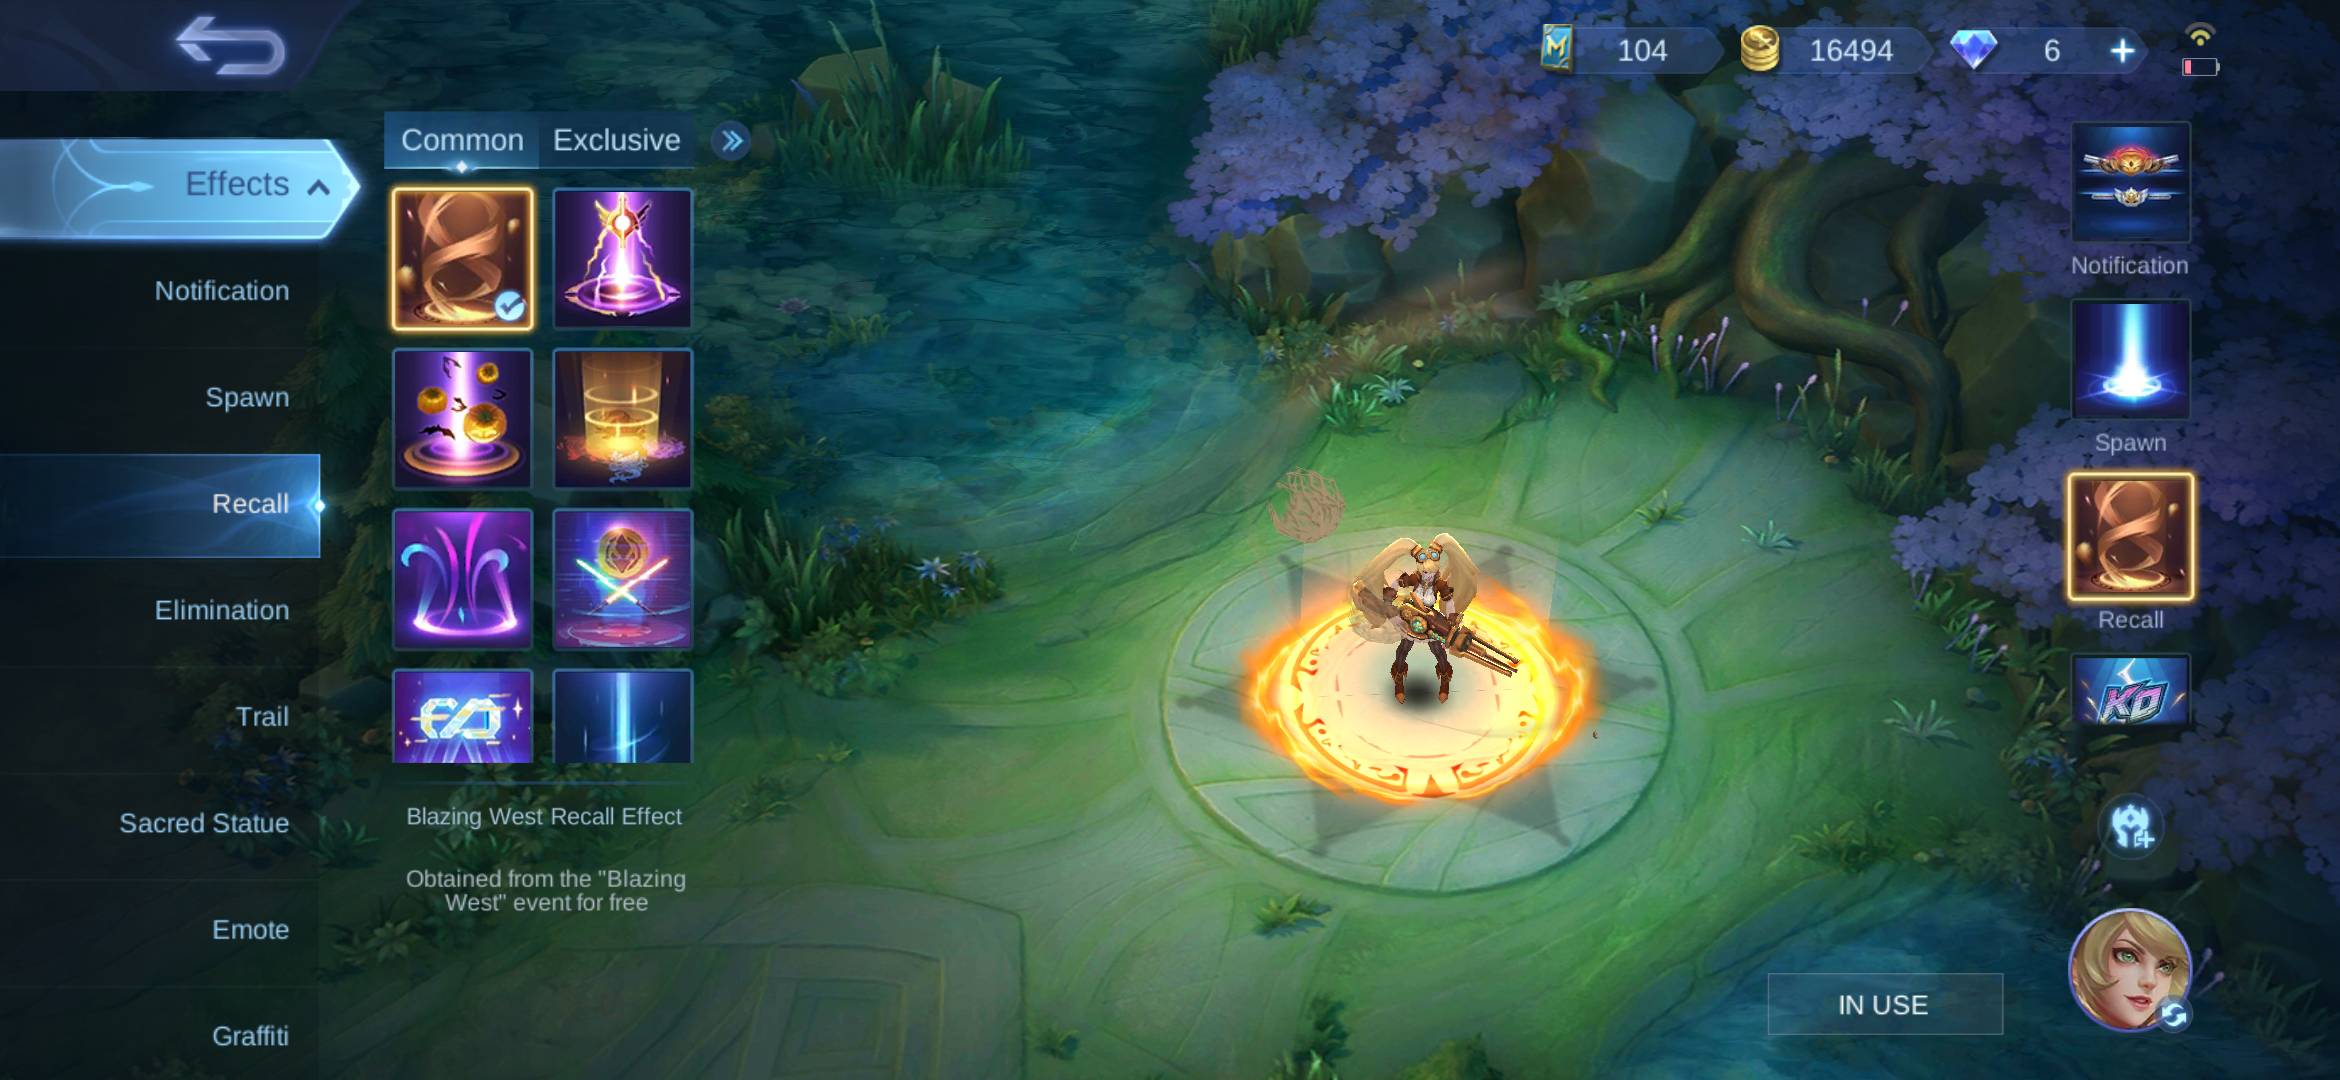 104
16494
6
Effects
Common
Exclusive
Notification
Spawn
Recall
Elimination
Trail
Sacred Statue
Emote
Graffiti
Blazing West Recall Effect
Obtained from the "Blazing
West" event for free
Notification
Spawn
Recall
KO
IN USE